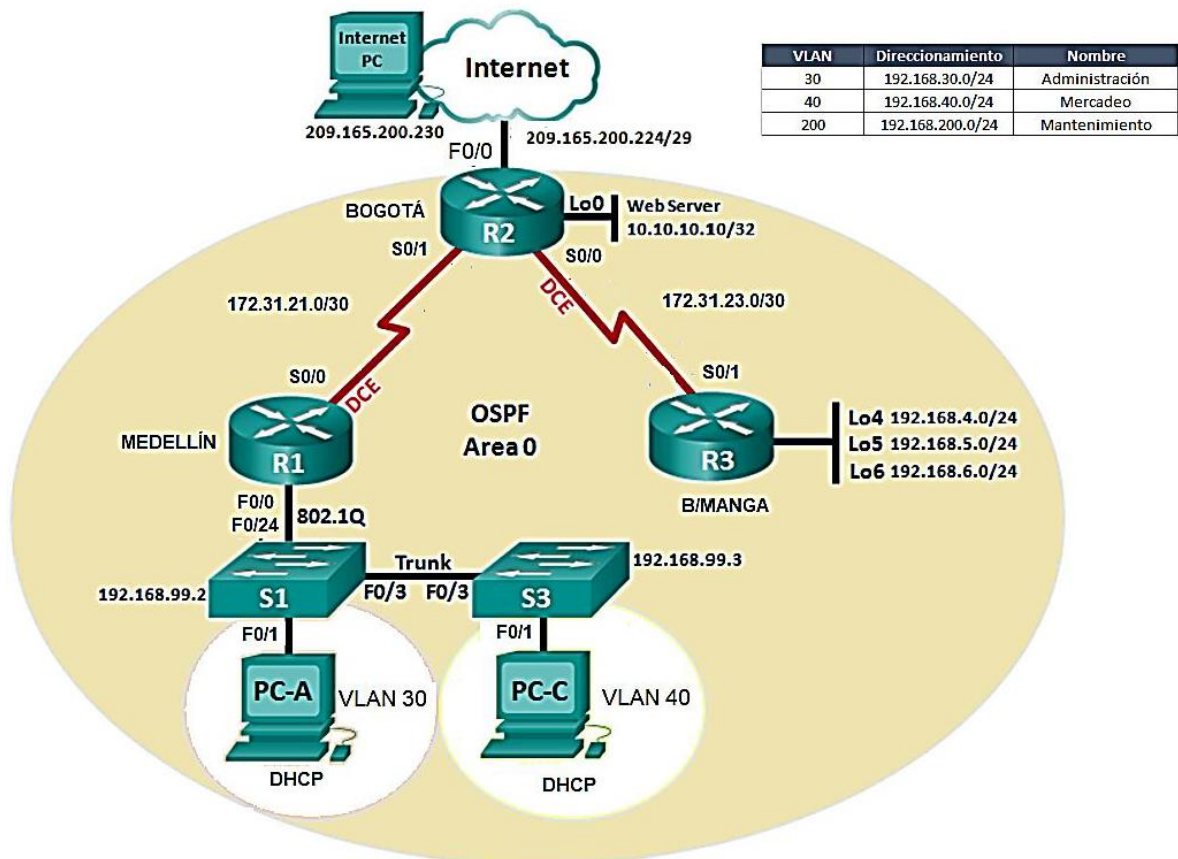 Internet
PC
Internet
209.165.200.230
209.165.200.224/29
F0/0
VLAN Direccionamiento Nombre
30 192.168.30.0/24 Administración
40 192.168.40.0/24 Mercadeo
200 192.168.200.0/24 Mantenimiento
BOGOTÁ
R2
Lo0
Web Server
10.10.10.10/32
S0/1
S0/0
DCE
172.31.21.0/30
172.31.23.0/30
S0/0
DCE
S0/1
OSPF
Area 0
MEDELLÍN
R1
R3
B/MANGA
Lo4 192.168.4.0/24
Lo5 192.168.5.0/24
Lo6 192.168.6.0/24
F0/0
F0/24
802.1Q
Trunk
192.168.99.2
S1
F0/3
F0/3
S3
192.168.99.3
F0/1
F0/1
PC-A
VLAN 30
DHCP
PC-C
VLAN 40
DHCP